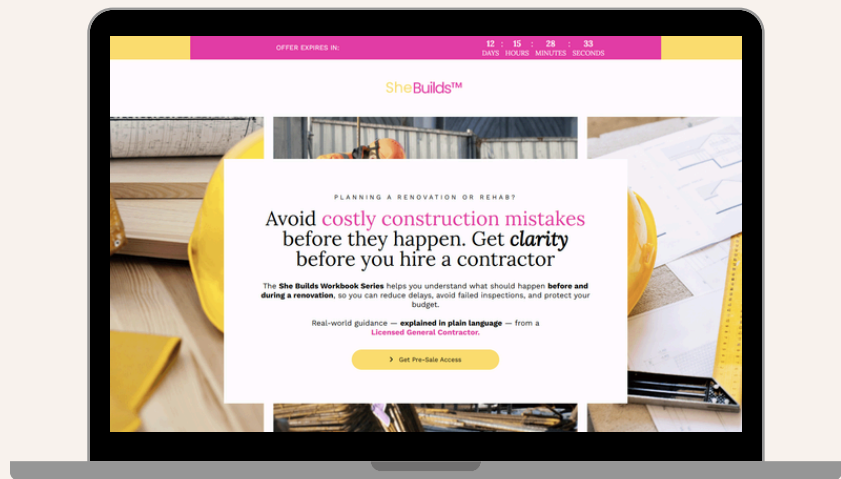 OFFER EXPIRES IN:
12 : 15 : 28 : 33
DAYS HOURS MINUTES SECONDS
SheBuilds™
PLANNING A RENOVATION OR REHAB?
Avoid costly construction mistakes
before they happen. Get clarity
before you hire a contractor
The She Builds Workbook Series helps you understand what should happen before and
during a renovation, so you can reduce delays, avoid failed inspections, and protect your
budget.
Real-world guidance — explained in plain language — from a
Licensed General Contractor.
> Get Pre-Sale Access